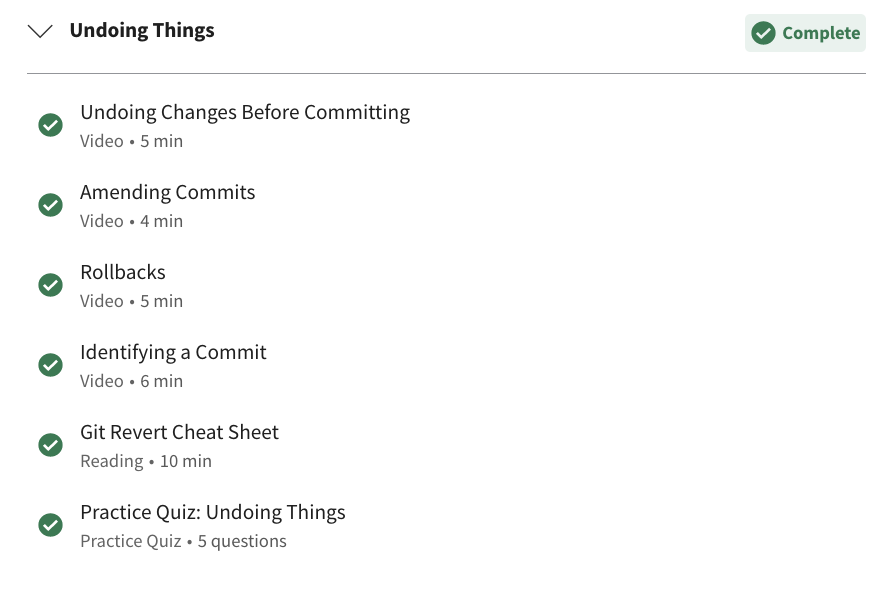 Undoing Things
Complete
Undoing Changes Before Committing
Video • 5 min
Amending Commits
Video • 4 min
Rollbacks
Video • 5 min
Identifying a Commit
Video • 6 min
Git Revert Cheat Sheet
Reading • 10 min
Practice Quiz: Undoing Things
Practice Quiz • 5 questions